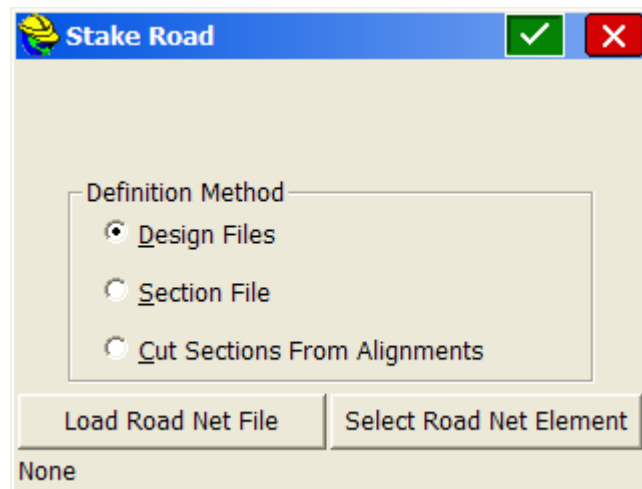 Stake Road
Definition Method
Design Files
Section File
Cut Sections From Alignments
Load Road Net File Select Road Net Element
None